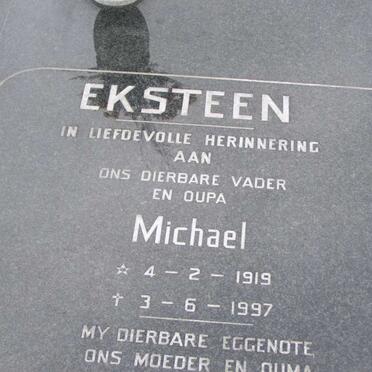 EKSTEEN
IN LIEFDEVOLLE HERINNERING
AAN
ONS DIERBARE VADER
EN OUPA
Michael
☆ 4 - 2 - 1919
† 3 - 6 - 1997
MY DIERBARE EGGENOTE
ONS MOEDER EN OUMA